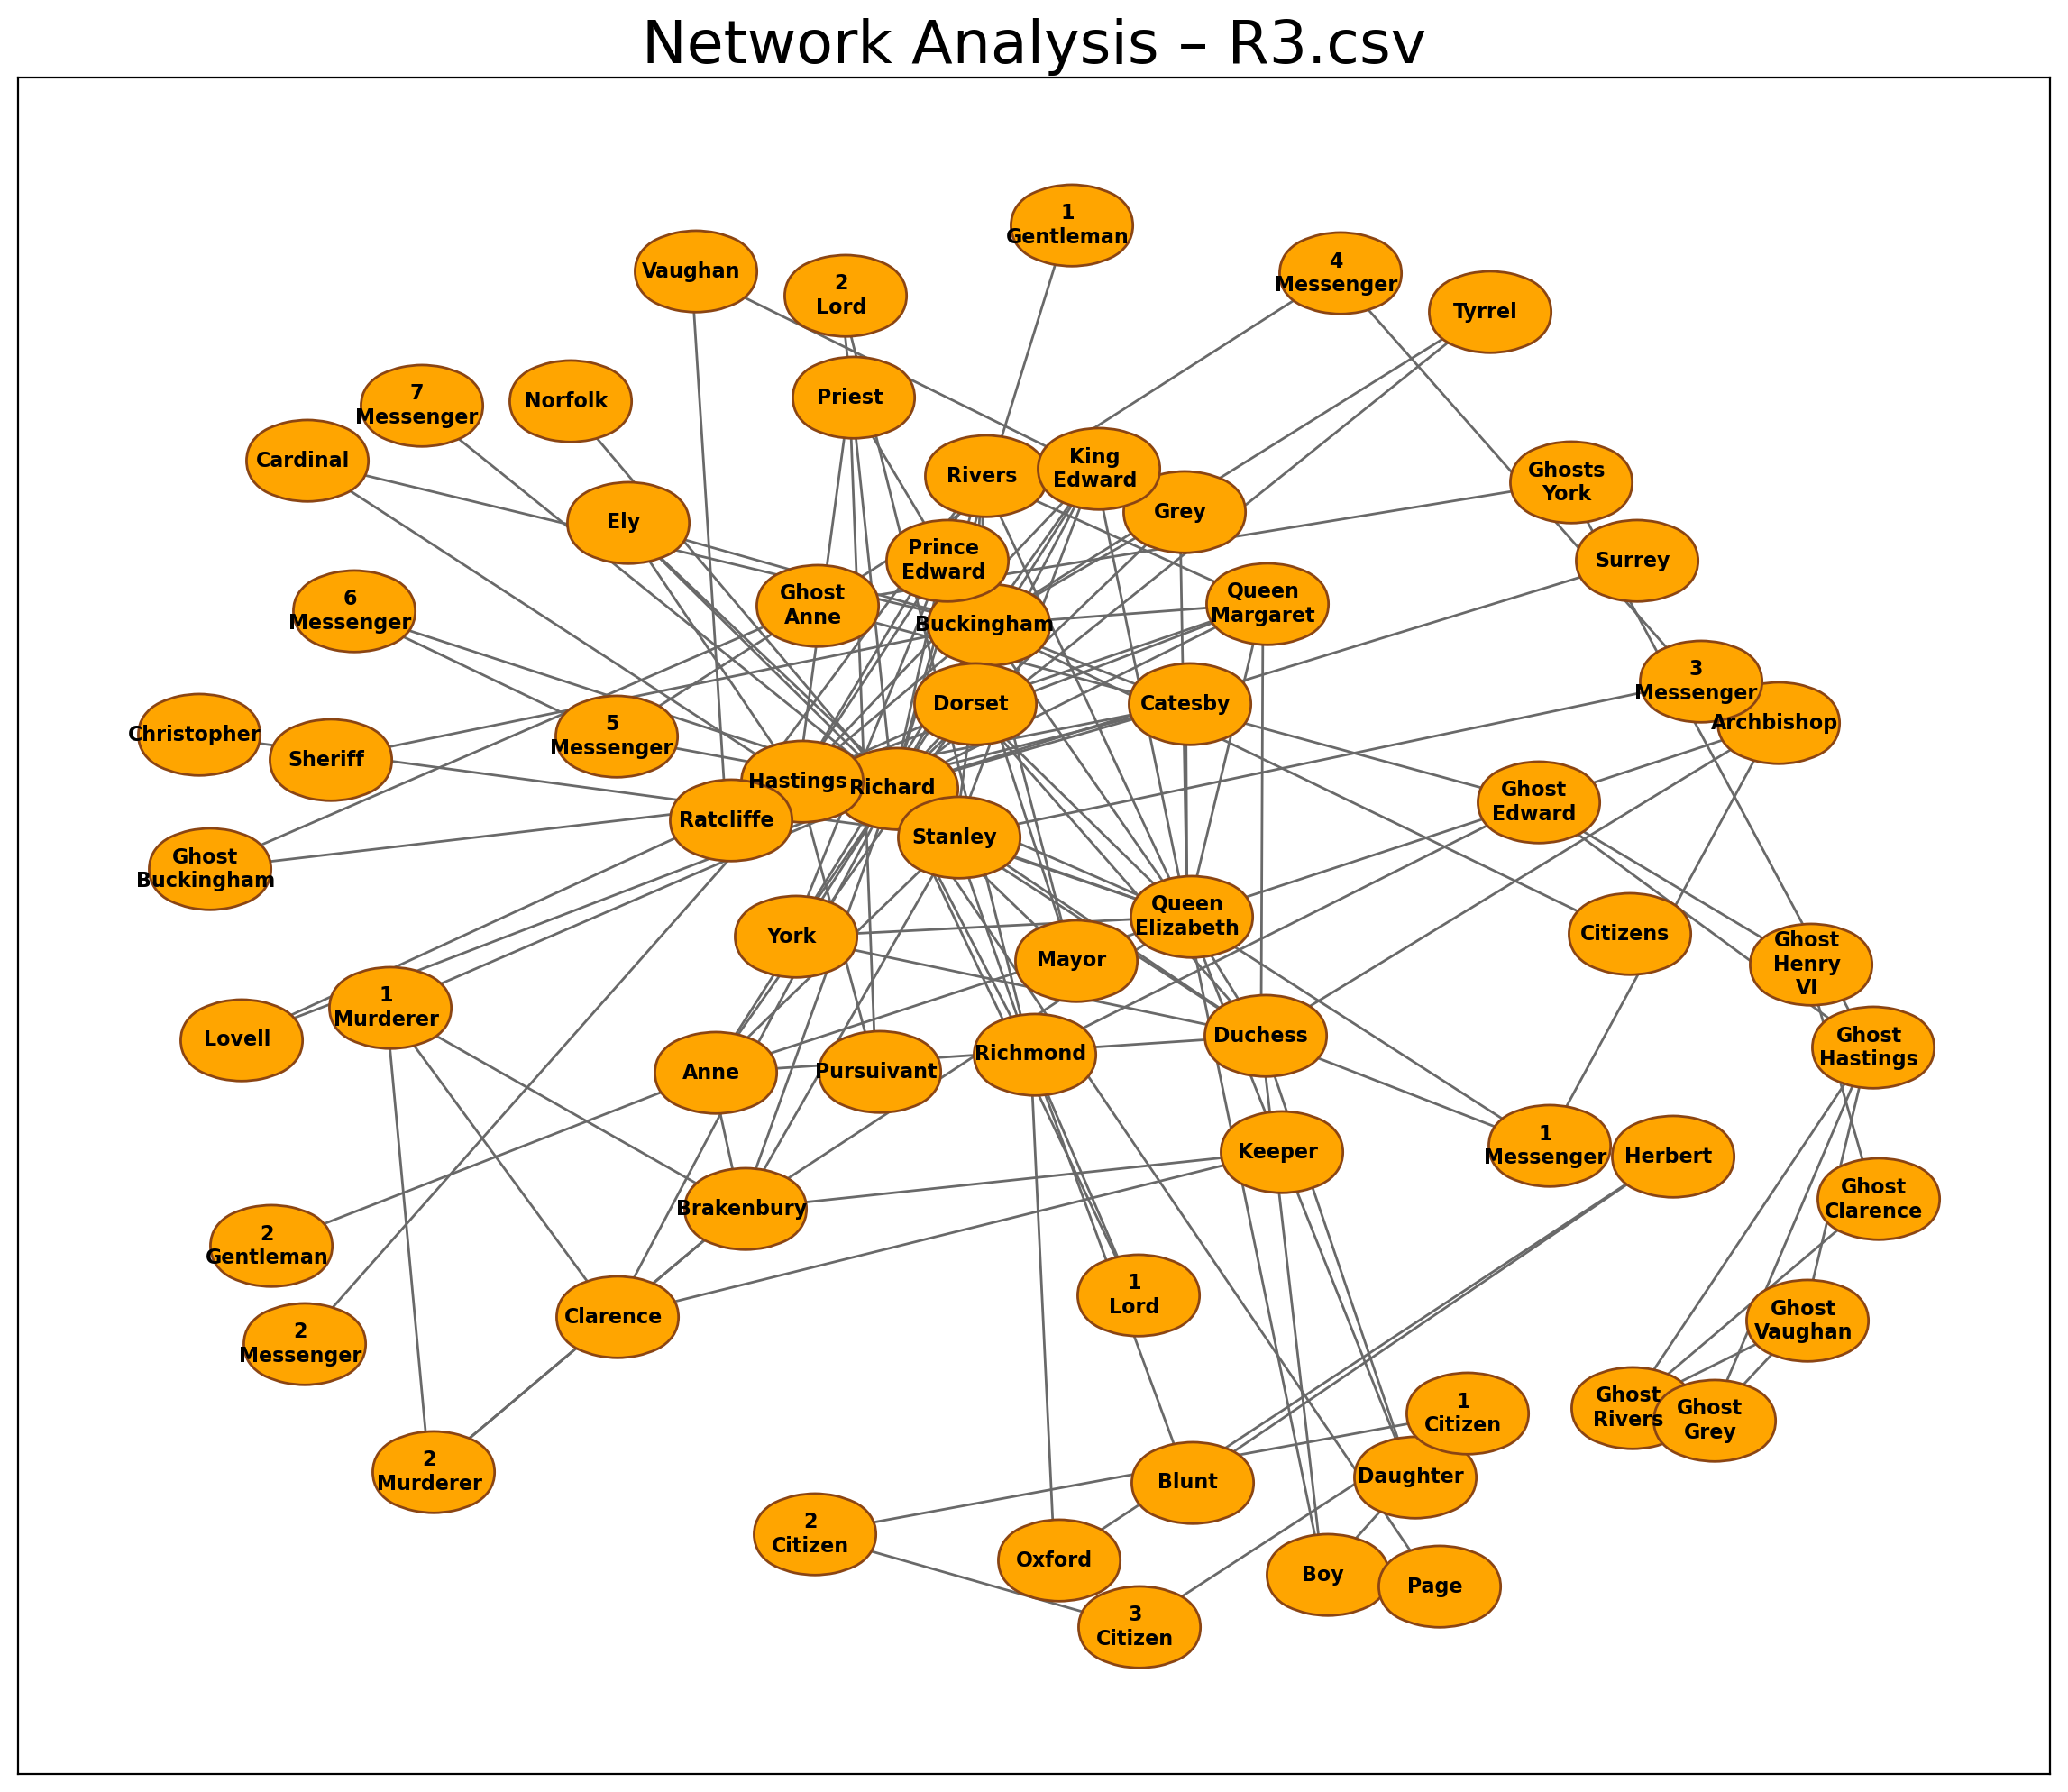 Network Analysis – R3.csv
1
Gentleman
Vaughan
2
Lord
4
Messenger
Tyrrel
7
Messenger
Norfolk
Priest
Cardinal
Rivers
King
Edward
Grey
Ghosts
York
Ely
Prince
Edward
Surrey
Ghost
Anne
Buckingham
Queen
Margaret
6
Messenger
3
Messenger
Archbishop
Christopher
Sheriff
5
Messenger
Dorset
Catesby
Hastings
Richard
Ratcliffe
Stanley
Ghost
Edward
Ghost
Buckingham
York
Queen
Elizabeth
Mayor
Citizens
Ghost
Henry
VI
Lovell
1
Murderer
Anne
Pursuivant
Richmond
Duchess
Ghost
Hastings
Keeper
1
Messenger
Herbert
Brakenbury
Ghost
Clarence
2
Gentleman
Clarence
1
Lord
2
Messenger
Ghost
Vaughan
Ghost
Rivers
Ghost
Grey
1
Citizen
2
Murderer
Blunt
Daughter
2
Citizen
Oxford
Boy
Page
3
Citizen